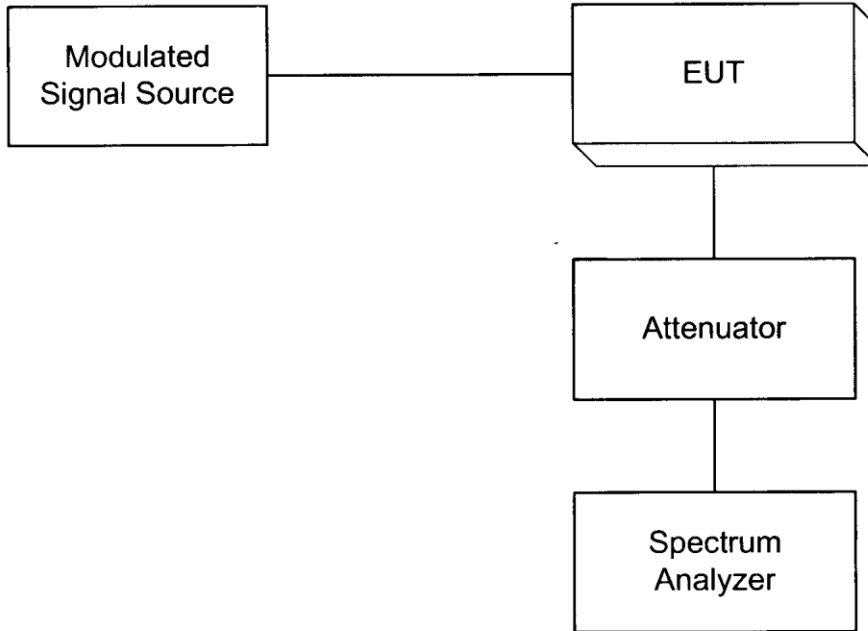 Modulated
Signal Source
EUT
Attenuator
Spectrum
Analyzer